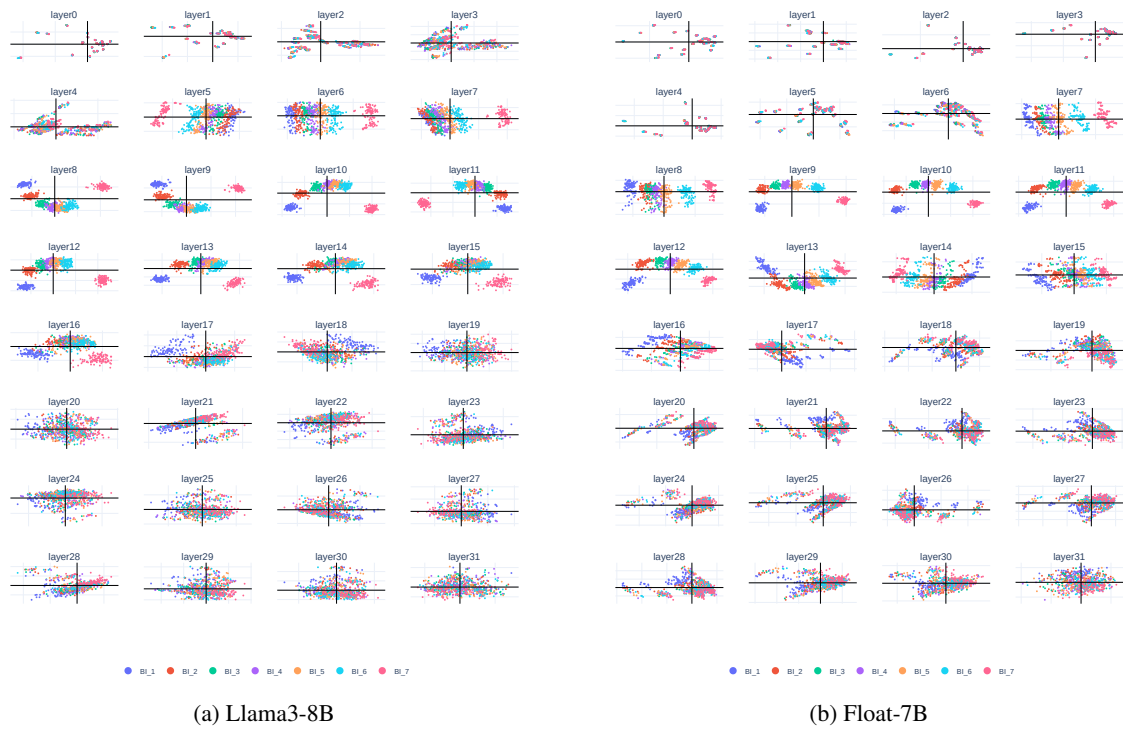 layer0 layer1 layer2 layer3
layer4 layer5 layer6 layer7
layer8 layer9 layer10 layer11
layer12 layer13 layer14 layer15
layer16 layer17 layer18 layer19
layer20 layer21 layer22 layer23
layer24 layer25 layer26 layer27
layer28 layer29 layer30 layer31
BI_1 BI_2 BI_3 BI_4 BI_5 BI_6 BI_7
(a) Llama3-8B
layer0 layer1 layer2 layer3
layer4 layer5 layer6 layer7
layer8 layer9 layer10 layer11
layer12 layer13 layer14 layer15
layer16 layer17 layer18 layer19
layer20 layer21 layer22 layer23
layer24 layer25 layer26 layer27
layer28 layer29 layer30 layer31
BI_1 BI_2 BI_3 BI_4 BI_5 BI_6 BI_7
(b) Float-7B